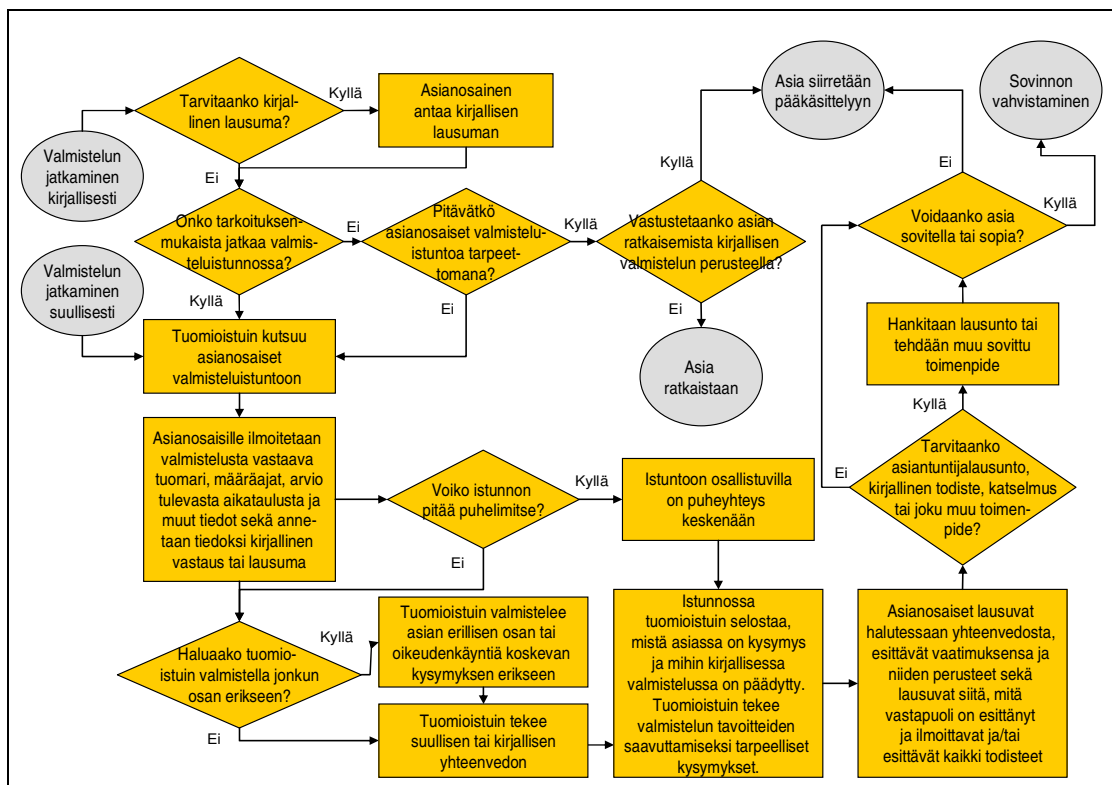 Tarvitaanko kirjal-
linen lausuma?
Kyllä
Asianosainen
antaa kirjallisen
lausuman
Asia siirretään
pääkäsittelyyn
Sovinnon
vahvistaminen
Valmistelun
jatkaminen
kirjallisesti
Ei
Kyllä
Ei
Onko tarkoituksen-
mukaista jatkaa valmis-
teluistunnossa?
Ei
Pitävätkö
asianosaiset valmistelu-
istuntoa tarpeet-
tomana?
Kyllä
Vastustetaanko asian
ratkaisemista kirjallisen
valmistelun perusteella?
Voidaanko asia
sovitella tai sopia?
Kyllä
Valmistelun
jatkaminen
suullisesti
Kyllä
Ei
Ei
Tuomioistuin kutsuu
asianosaiset
valmisteluistuntoon
Asia
ratkaistaan
Hankitaan lausunto tai
tehdään muu sovittu
toimenpide
Kyllä
Asianosaisille ilmoitetaan
valmistelusta vastaava
tuomari, määräajat, arvio
tulevasta aikataulusta ja
muut tiedot sekä anne-
taan tiedoksi kirjallinen
vastaus tai lausuma
Voiko istunnon
pitää puhelimitse?
Kyllä
Istuntoon osallistuvilla
on puheyhteys
keskenään
Ei
Tarvitaanko
asiantuntijalausunto,
kirjallinen todiste, katselmus
tai joku muu toimen-
pide?
Ei
Haluaako tuomio-
istuin valmistella jonkun
osan erikseen?
Kyllä
Tuomioistuin valmistelee
asian erillisen osan tai
oikeudenkäyntiä koskevan
kysymyksen erikseen
Ei
Tuomioistuin tekee
suullisen tai kirjallisen
yhteenvedon
Istunnossa
tuomioistuin selostaa,
mistä asiassa on kysymys
ja mihin kirjallisessa
valmistelussa on päädytty.
Tuomioistuin tekee
valmistelun tavoitteiden
saavuttamiseksi tarpeelliset
kysymykset.
Asianosaiset lausuvat
halutessaan yhteenvedosta,
esittävät vaatimuksensa ja
niiden perusteet sekä
lausuvat siitä, mitä
vastapuoli on esittänyt
ja ilmoittavat ja/tai
esittävät kaikki todisteet